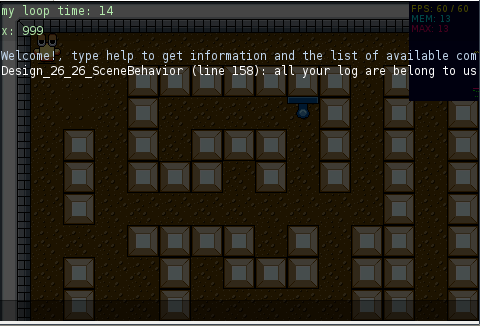 my loop time: 14
FPS: 60 / 60
MEM: 13
x: 999
MAX: 18
Welcome!, type help to get information and the list of available com
Design_26_26_SceneBehavior (line 158): all your log are belong to us